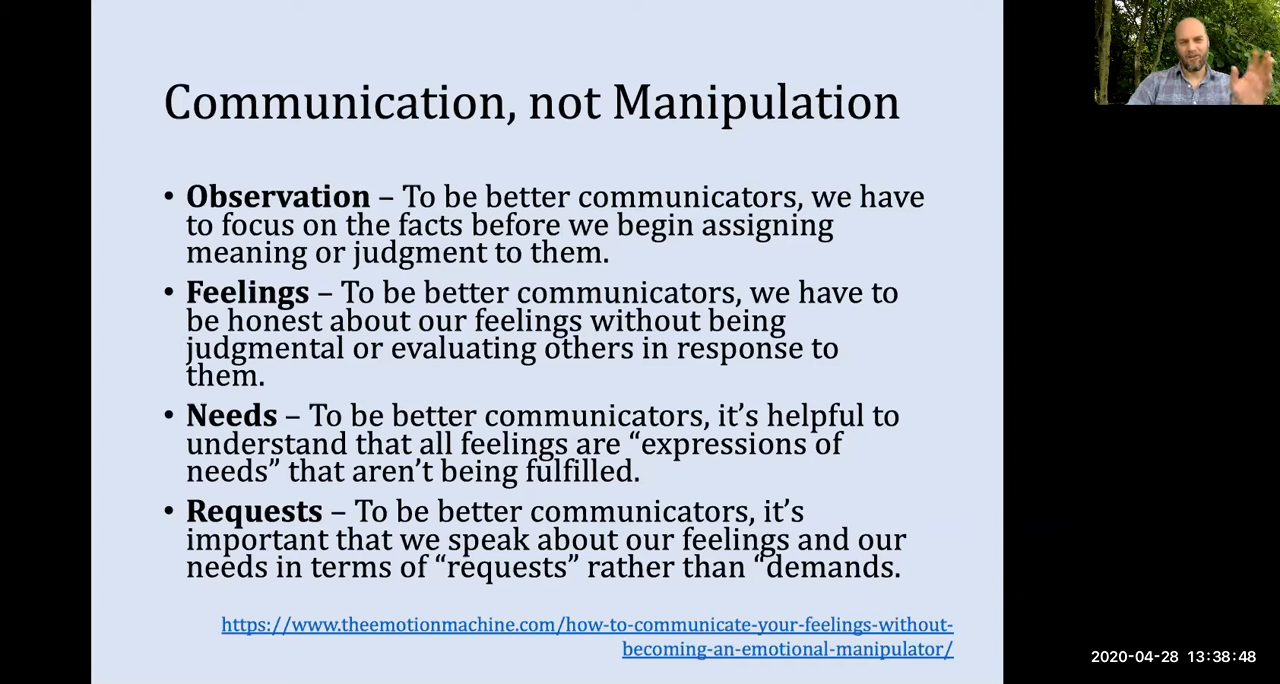 Communication, not Manipulation
• Observation – To be better communicators, we have
to focus on the facts before we begin assigning
meaning or judgment to them.
• Feelings – To be better communicators, we have to
be honest about our feelings without being
judgmental or evaluating others in response to
them.
• Needs – To be better communicators, it’s helpful to
understand that all feelings are “expressions of
needs” that aren’t being fulfilled.
• Requests – To be better communicators, it’s
important that we speak about our feelings and our
needs in terms of “requests” rather than “demands.
https://www.theemotionmachine.com/how-to-communicate-your-feelings-without-
becoming-an-emotional-manipulator/
2020-04-28 13:38:48